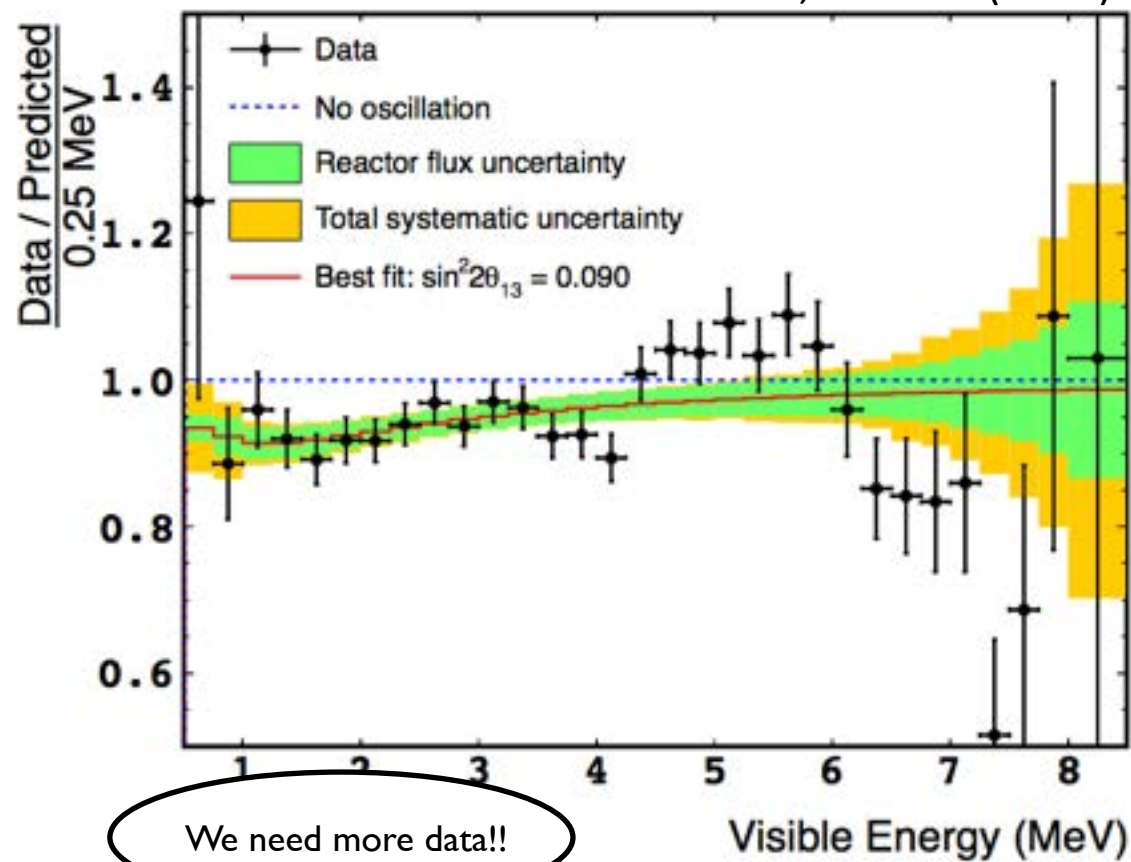 Data / Predicted
0.25 MeV
Data
No oscillation
Reactor flux uncertainty
Total systematic uncertainty
Best fit: sin²2θ₁₃ = 0.090
1.4
1.2
1.0
0.8
0.6
1 2 3 4 5 6 7 8
Visible Energy (MeV)
We need more data!!